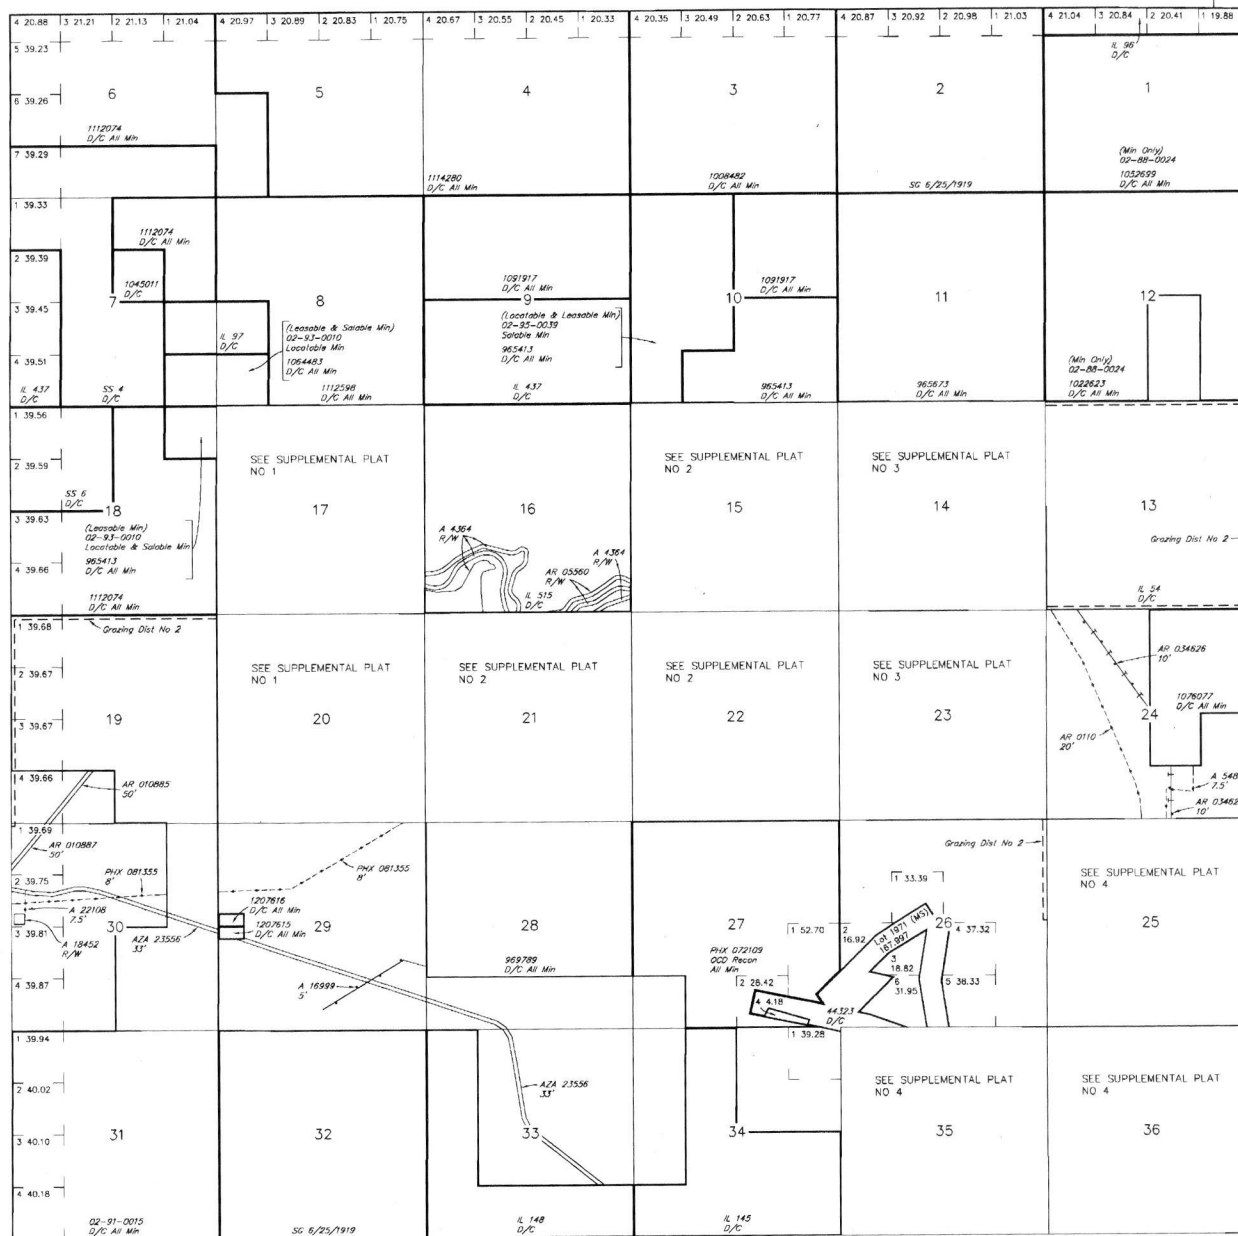 4 20.88 3 21.21 2 21.13 1 21.04 4 20.97 3 20.89 2 20.83 1 20.75 4 20.67 3 20.55 2 20.45 1 20.33 4 20.35 3 20.49 2 20.63 1 20.77 4 20.87 3 20.92 2 20.98 1 21.03 4 21.04 3 20.84 2 20.41 1 19.88
5 39.23
IL 96
D/C
6 39.26
6
5
4
3
2
1
1112074
D/C All Min
7 39.29
1114280
D/C All Min
1008482
D/C All Min
SG 6/25/1919
(Min Only)
02-88-0024
1052699
D/C All Min
1 39.33
1112074
D/C All Min
2 39.39
1045011
D/C
3 39.45
7
8
1091917
D/C All Min
9
10
1091917
D/C All Min
11
12
IL 97
D/C
(Leasable & Salable Min)
02-93-0010
Locatable Min
1064483
D/C All Min
(Locatable & Leasable Min)
02-95-0039
Salable Min
965413
D/C All Min
4 39.51
IL 437
D/C
SS 4
D/C
1112598
D/C All Min
IL 437
D/C
965413
D/C All Min
965673
D/C All Min
(Min Only)
02-88-0024
1022623
D/C All Min
1 39.56
2 39.59
SEE SUPPLEMENTAL PLAT
NO 1
SEE SUPPLEMENTAL PLAT
NO 2
SEE SUPPLEMENTAL PLAT
NO 3
SS 6
D/C
3 39.63
18
17
16
15
14
13
(Leasable Min)
02-93-0010
Locatable & Salable Min
965413
D/C All Min
4 39.66
1112074
D/C All Min
A 4364
R/W
AR 05560
R/W
A 4364
R/W
IL 515
D/C
Grazing Dist No 2
IL 54
D/C
1 39.68
Grazing Dist No 2
2 39.67
SEE SUPPLEMENTAL PLAT
NO 1
SEE SUPPLEMENTAL PLAT
NO 2
SEE SUPPLEMENTAL PLAT
NO 2
SEE SUPPLEMENTAL PLAT
NO 3
AR 034626
10'
1076077
D/C All Min
3 39.67
19
20
21
22
23
24
AR 0110
20'
4 39.66
AR 010885
50'
A 548
7.5'
AR 03462
10'
1 39.69
AR 010887
50'
2 39.75
PHX 081355
8'
PHX 081355
8'
Grazing Dist No 2
SEE SUPPLEMENTAL PLAT
NO 4
1 33.39
A 22108
7.5'
1207616
D/C All Min
1207615
D/C All Min
3 39.81
30
29
28
27
26
25
A 18452
R/W
AZA 23556
33'
1 52.70
2
16.92
Lot 1971 (MS)
167.997
4 37.32
969789
D/C All Min
PHX 072109
OCD Recon
All Min
4 39.87
A 16999
5'
2 26.42
3
18.82
6
31.95
5 38.33
4 4.18
44323
D/C
1 39.94
1 39.28
2 40.02
AZA 23556
33'
SEE SUPPLEMENTAL PLAT
NO 4
SEE SUPPLEMENTAL PLAT
NO 4
3 40.10
31
32
33
34
35
36
4 40.18
02-91-0015
D/C All Min
SG 6/25/1919
IL 148
D/C
IL 145
D/C